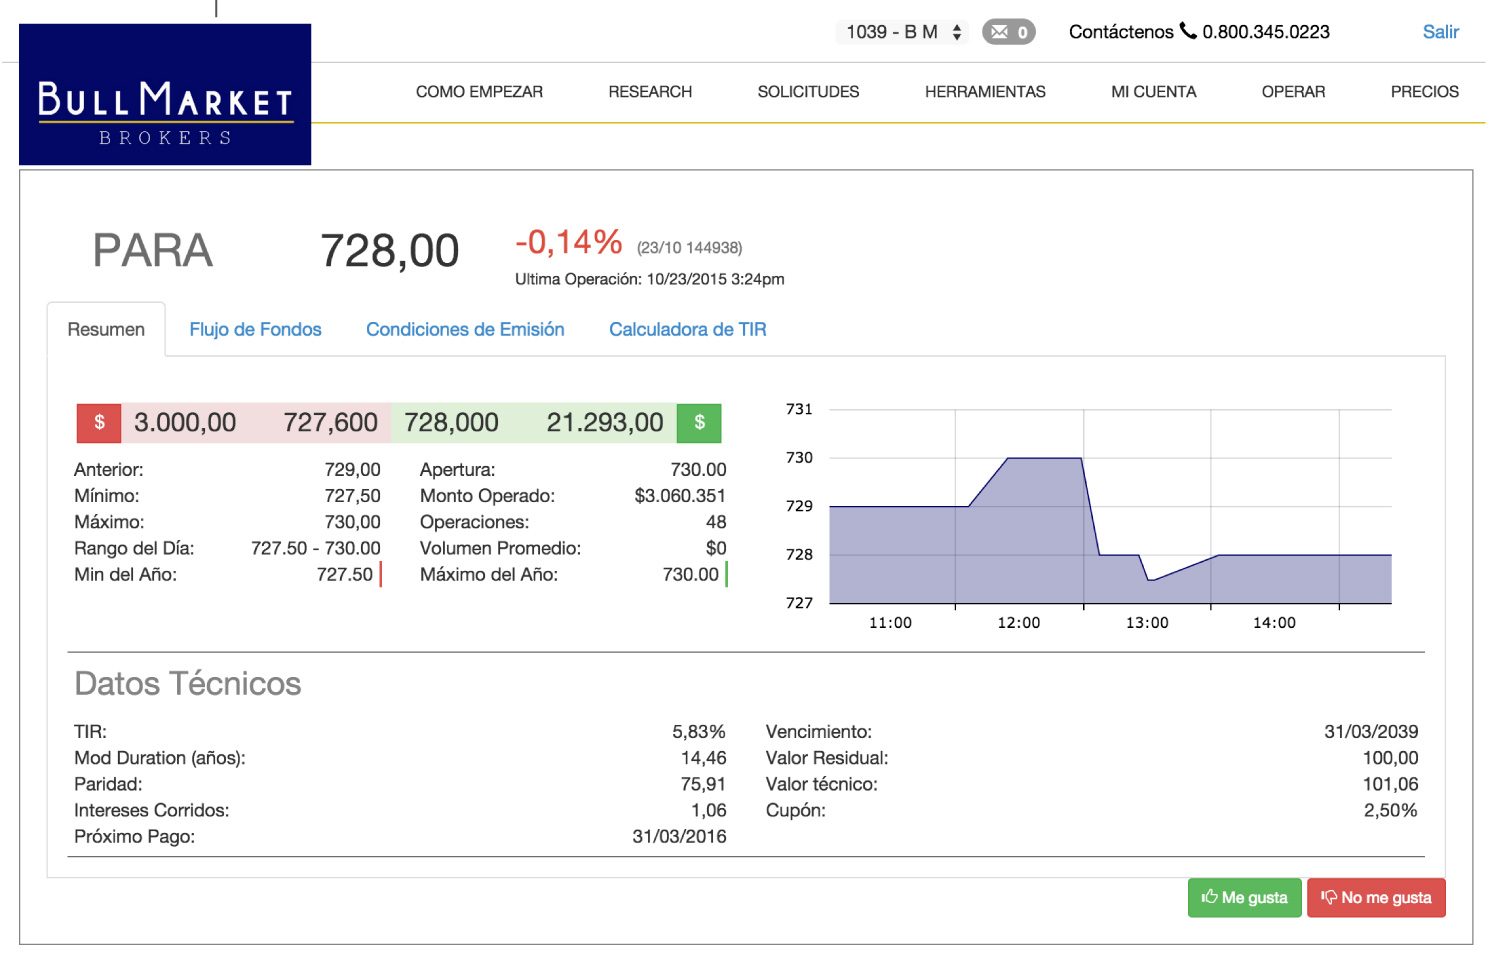 1039 - B M 0 Contáctenos 0.800.345.0223 Salir
BULLMARKET
BROKERS
COMO EMPEZAR RESEARCH SOLICITUDES HERRAMIENTAS MI CUENTA OPERAR PRECIOS
PARA 728,00 -0,14% (23/10 144938)
Ultima Operación: 10/23/2015 3:24pm
Resumen Flujo de Fondos Condiciones de Emisión Calculadora de TIR
$ 3.000,00 727,600 728,000 21.293,00 $
Anterior: 729,00 Apertura: 730.00
Mínimo: 727,50 Monto Operado: $3.060.351
Máximo: 730,00 Operaciones: 48
Rango del Día: 727.50 - 730.00 Volumen Promedio: $0
Min del Año: 727.50 Máximo del Año: 730.00
731
730
729
728
727
11:00 12:00 13:00 14:00
Datos Técnicos
TIR: 5,83% Vencimiento: 31/03/2039
Mod Duration (años): 14,46 Valor Residual: 100,00
Paridad: 75,91 Valor técnico: 101,06
Intereses Corridos: 1,06 Cupón: 2,50%
Próximo Pago: 31/03/2016
Me gusta No me gusta